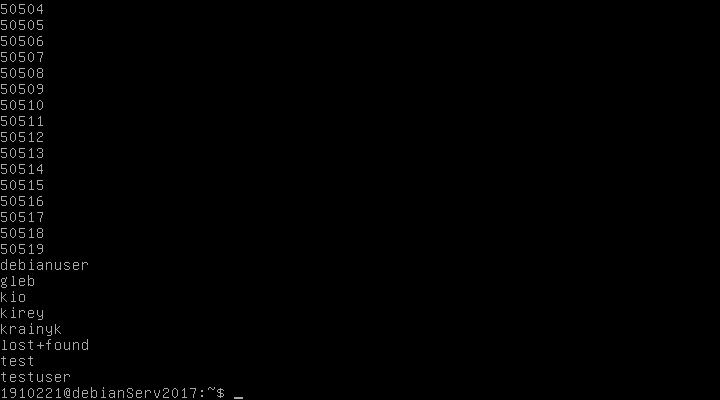 50504
50505
50506
50507
50508
50509
50510
50511
50512
50513
50514
50515
50516
50517
50518
50519
debianuser
gleb
kio
kirey
krainyk
lost+found
test
testuser
1910221@debianServ2017:~$ _